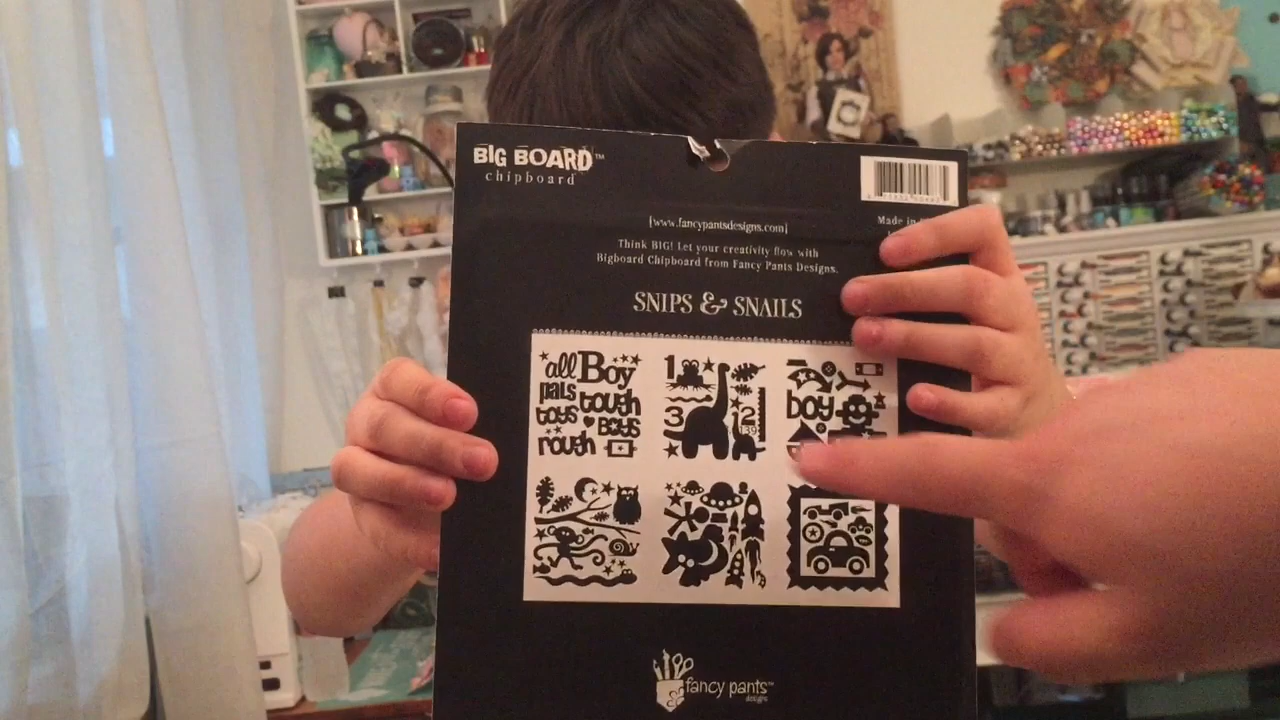 BIG BOARD™
chipboard
[www.fancypantsdesigns.com]
Made in
Think BIG! Let your creativity flow with
Bigboard Chipboard from Fancy Pants Designs.
SNIPS & SNAILS
all Boy
pals tough
toys BOYS
rough
1
3 2
139
boy
fancy pants™
designs